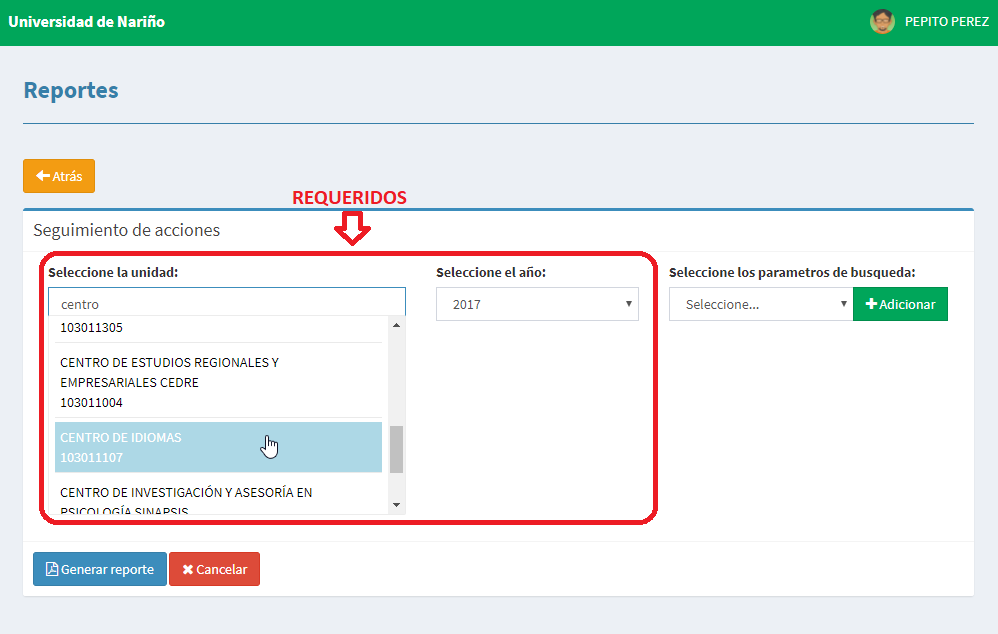 Universidad de Nariño
PEPITO PEREZ
Reportes
Atrás
REQUERIDOS
Seguimiento de acciones
Seleccione la unidad:
Seleccione el año:
Seleccione los parametros de busqueda:
centro
2017
Seleccione...
Adicionar
103011305
CENTRO DE ESTUDIOS REGIONALES Y
EMPRESARIALES CEDRE
103011004
CENTRO DE IDIOMAS
103011107
CENTRO DE INVESTIGACIÓN Y ASESORÍA EN
PSICOLOGÍA SINAPSIS
Generar reporte
Cancelar